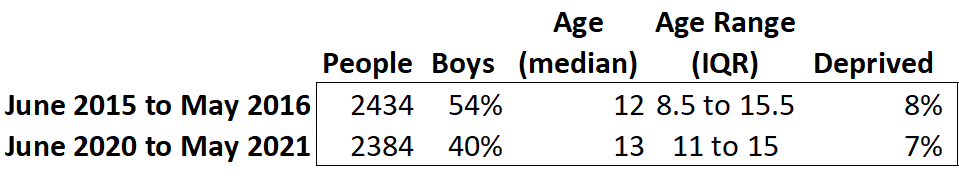 Age Age Range
People Boys (median) (IQR) Deprived
June 2015 to May 2016 2434 54% 12 8.5 to 15.5 8%
June 2020 to May 2021 2384 40% 13 11 to 15 7%